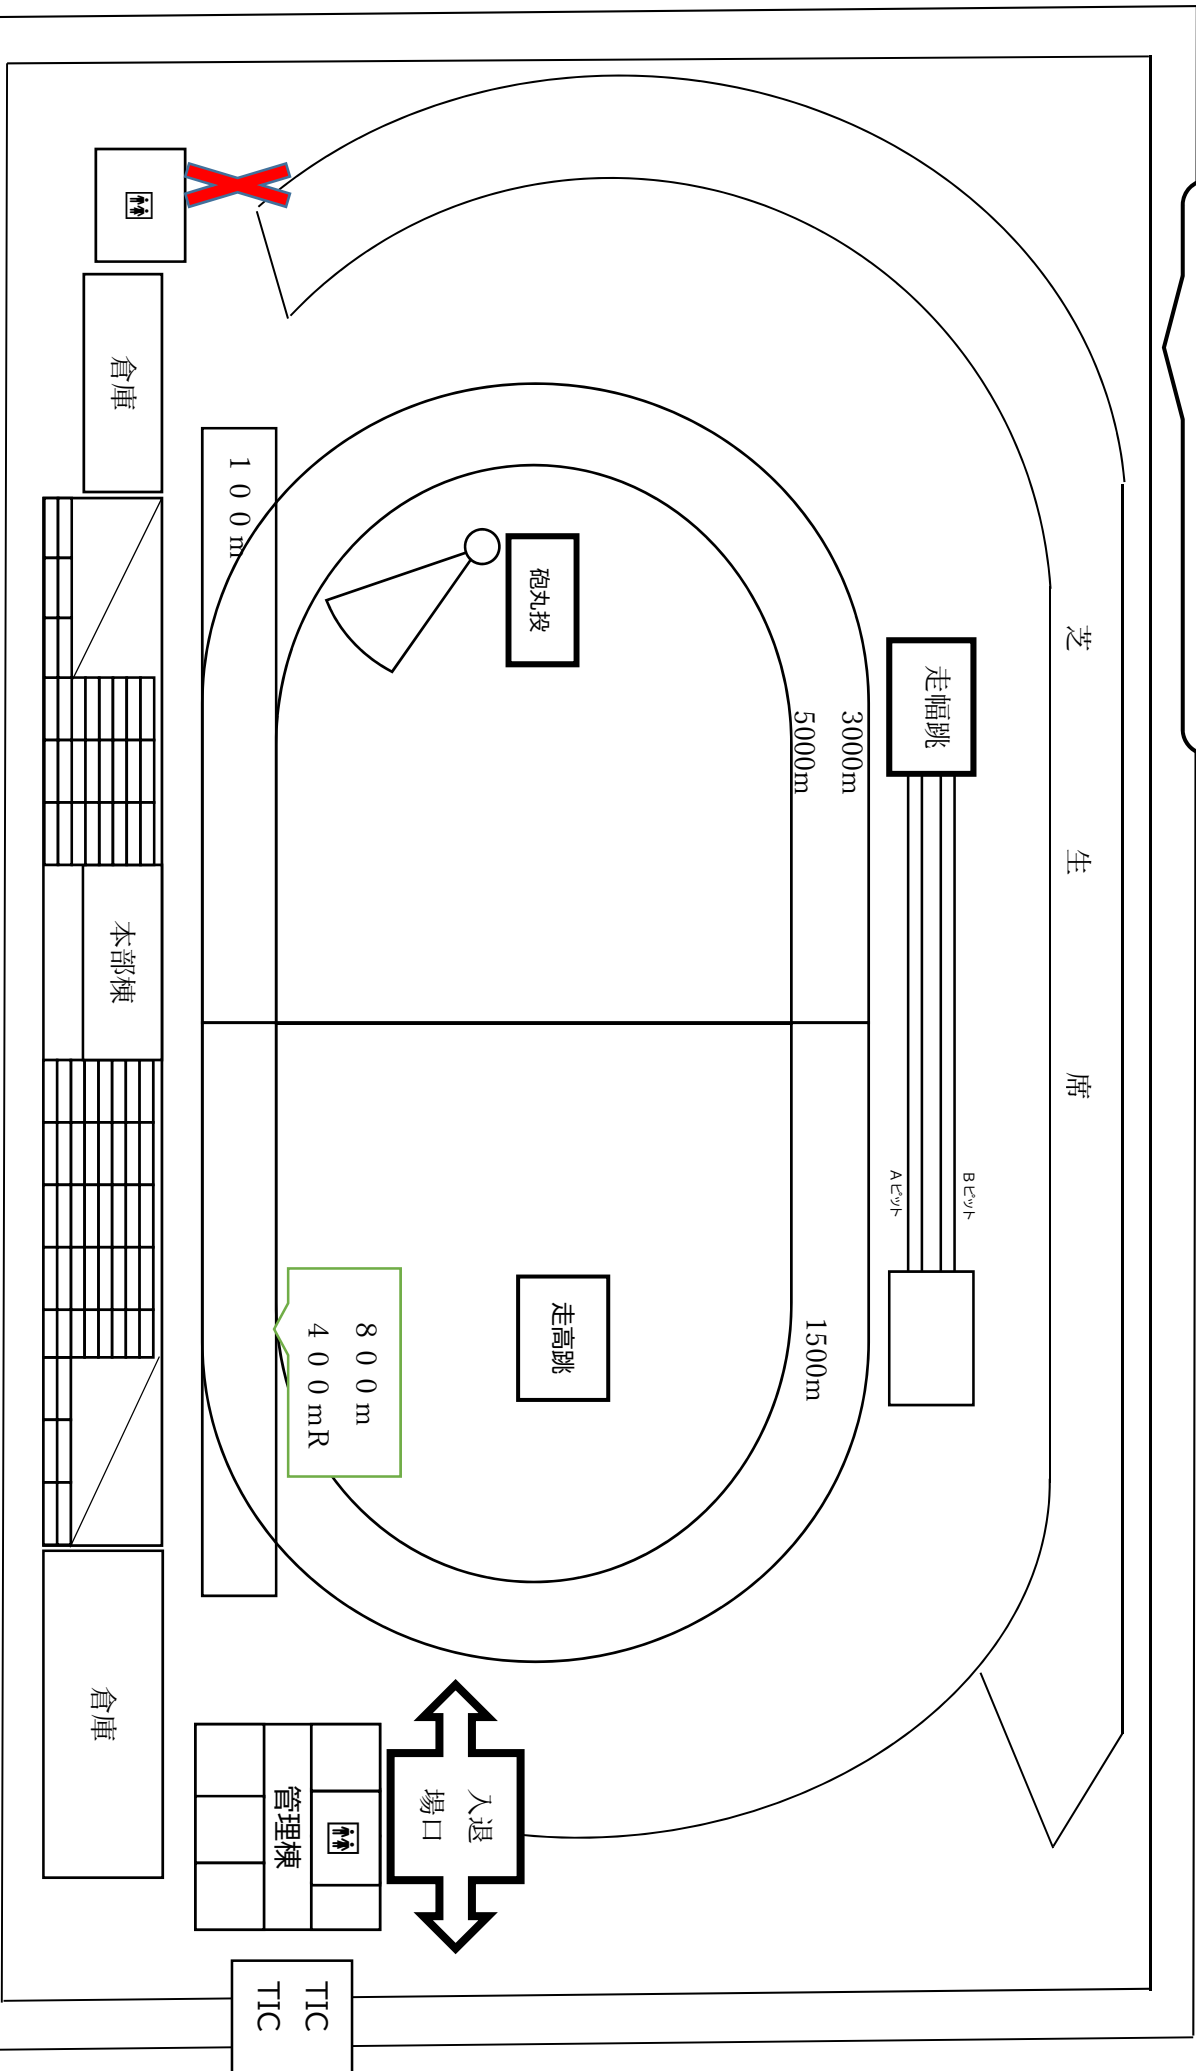 芝生席
Bピット
Aピット
走幅跳
3000m
5000m
1500m
砲丸投
走高跳
入退
場口
800m
400mR
管理棟
TIC
TIC
100m
倉庫
本部棟
倉庫